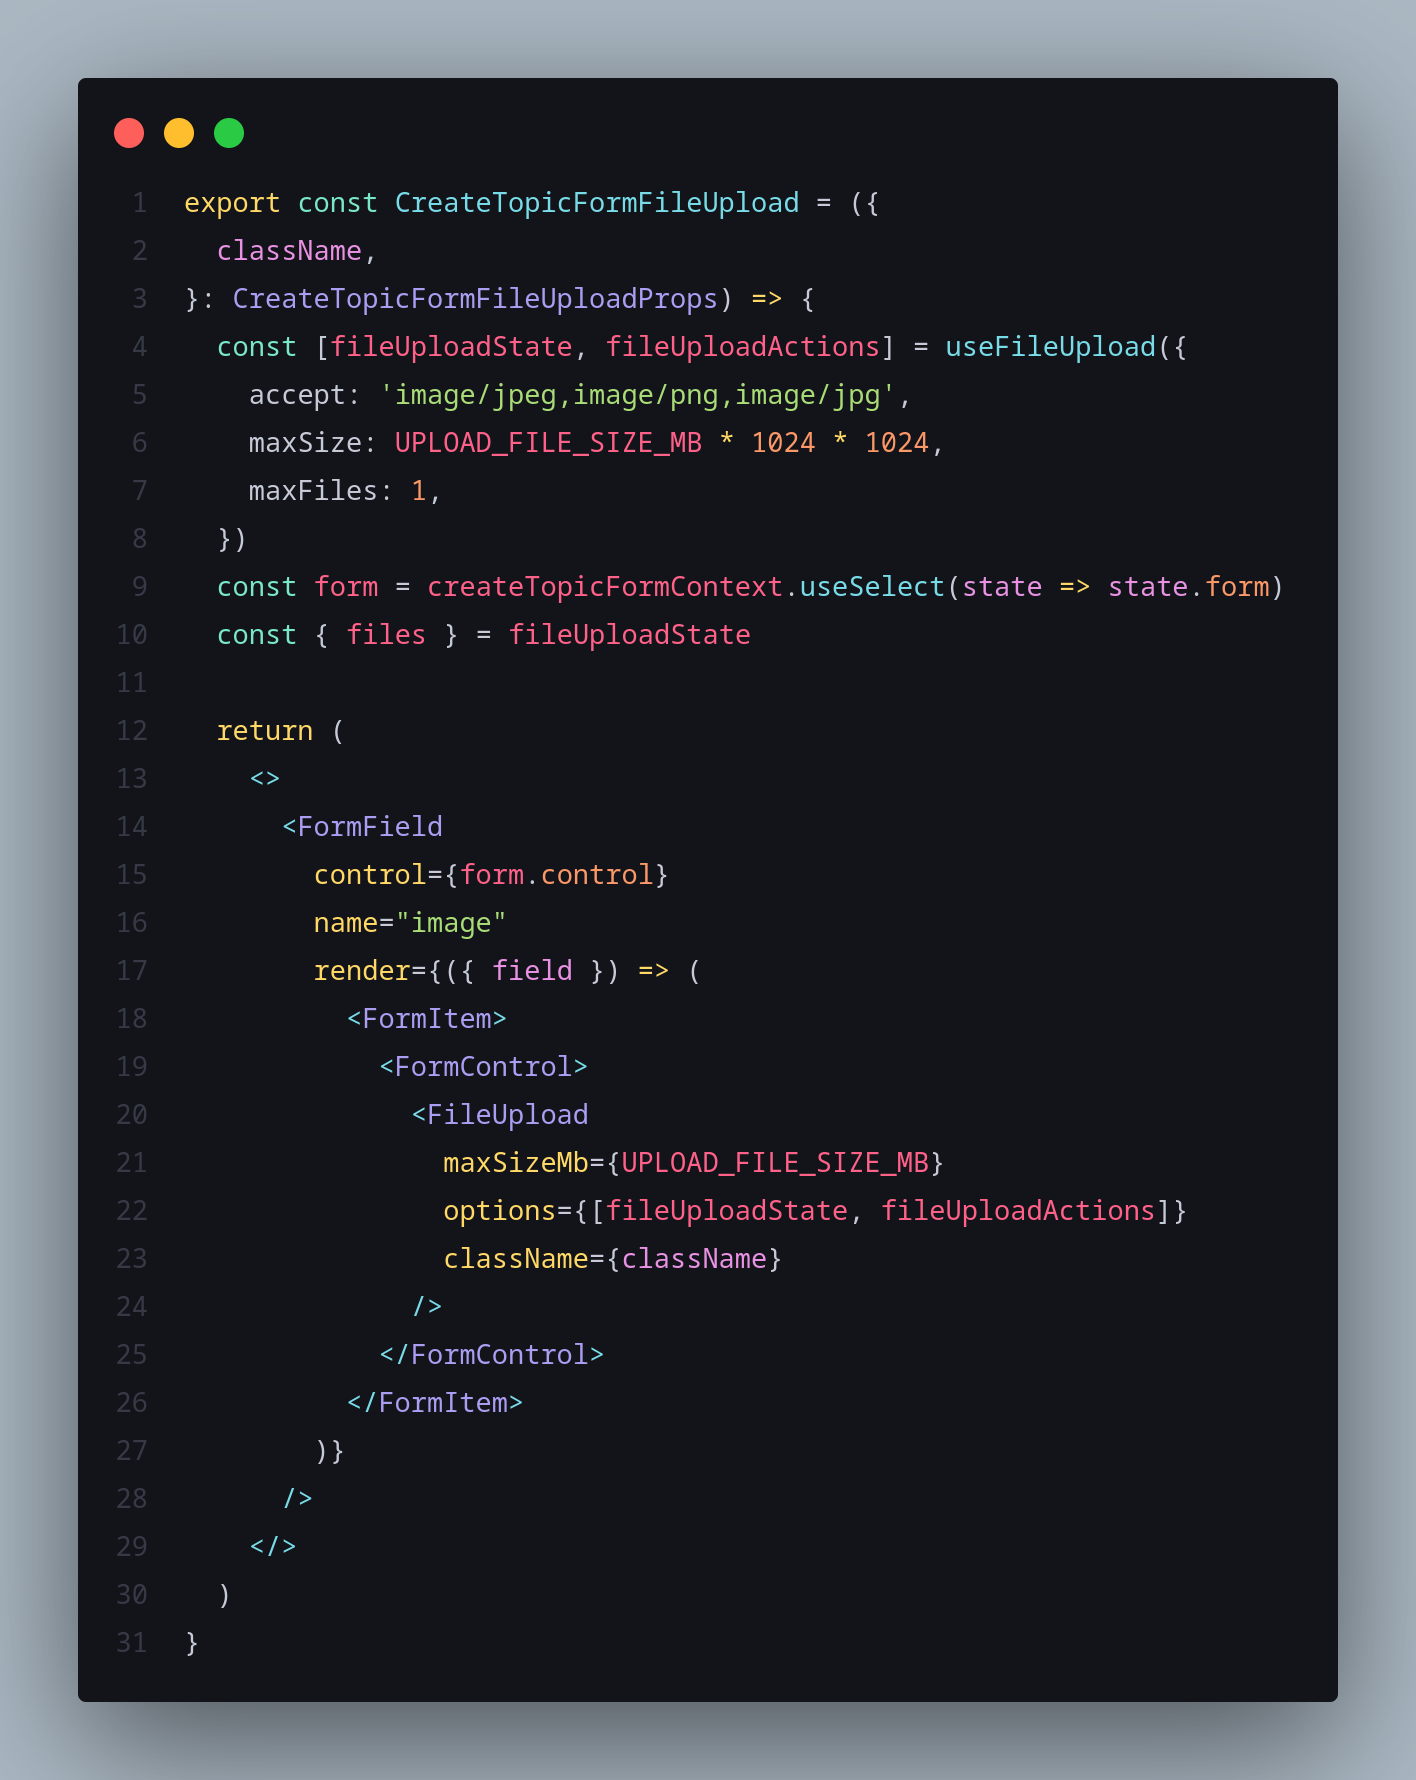 1 export const CreateTopicFormFileUpload = ({
2   className,
3 }: CreateTopicFormFileUploadProps) => {
4   const [fileUploadState, fileUploadActions] = useFileUpload({
5     accept: 'image/jpeg,image/png,image/jpg',
6     maxSize: UPLOAD_FILE_SIZE_MB * 1024 * 1024,
7     maxFiles: 1,
8   })
9   const form = createTopicFormContext.useSelect(state => state.form)
10   const { files } = fileUploadState
11
12   return (
13     <>
14       <FormField
15         control={form.control}
16         name="image"
17         render={({ field }) => (
18           <FormItem>
19             <FormControl>
20               <FileUpload
21                 maxSizeMb={UPLOAD_FILE_SIZE_MB}
22                 options={[fileUploadState, fileUploadActions]}
23                 className={className}
24               />
25             </FormControl>
26           </FormItem>
27         )}
28       />
29     </>
30   )
31 }